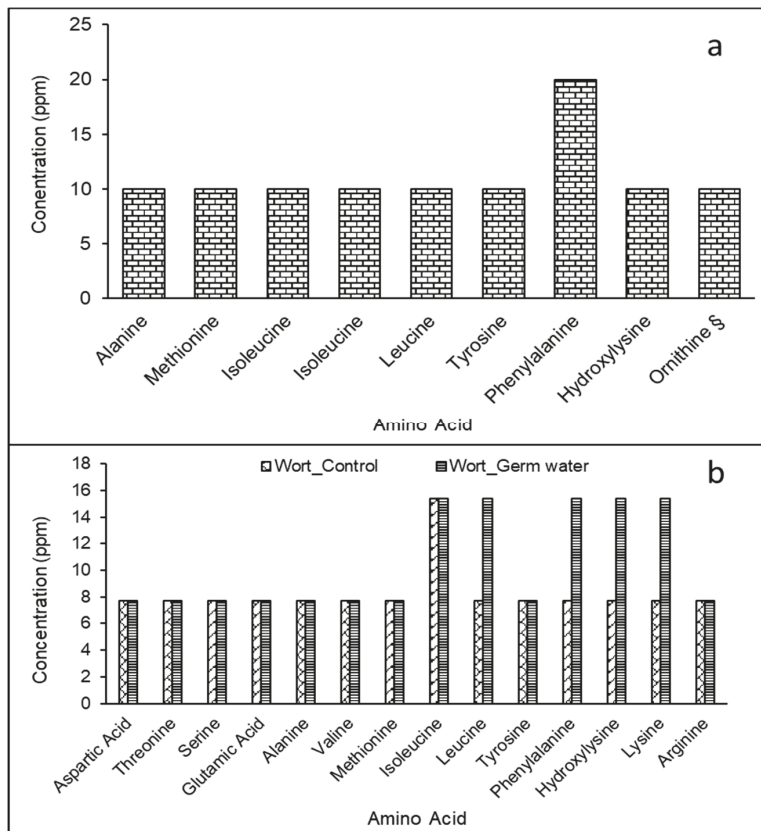 a
Conentration (ppm)
25
20
15
10
5
0
Alanine
Methionine
Isoleucine
Isoleucine
Leucine
Tyrosine
Phenylalanine
Hydroxylysine
Ornithine §
Amino Acid
b
Wort_Control Wort_Germ water
Concentration (ppm)
18
16
14
12
10
8
6
4
2
0
Aspartic Acid
Threonine
Serine
Glutamic Acid
Alanine
Valine
Methionine
Isoleucine
Leucine
Tyrosine
Phenylalanine
Hydroxylysine
Lysine
Arginine
Amino Acid